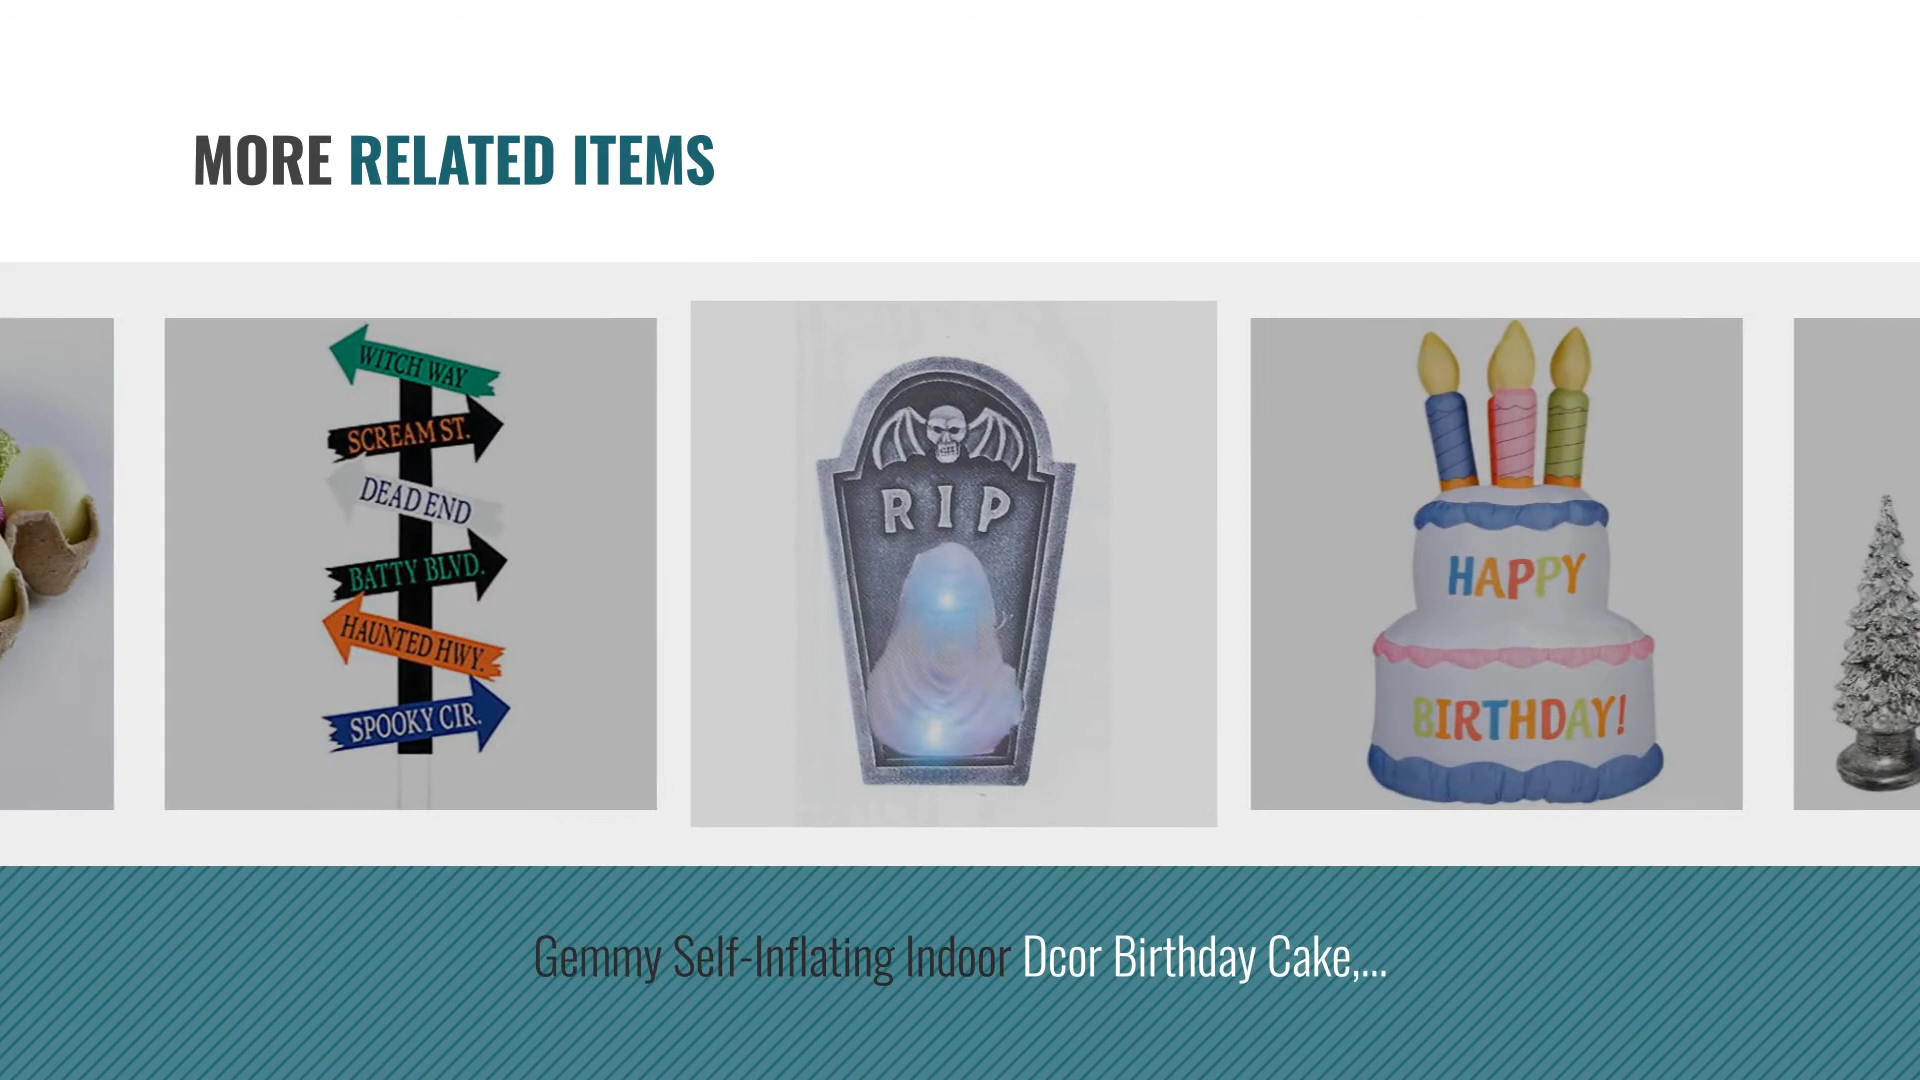 MORE RELATED ITEMS
WITCH WAY
SCREAM ST.
DEAD END
BATTY BLVD.
HAUNTED HWY.
SPOOKY CIR.
RIP
HAPPY
BIRTHDAY!
Gemmy Self-Inflating Indoor Dcor Birthday Cake,...